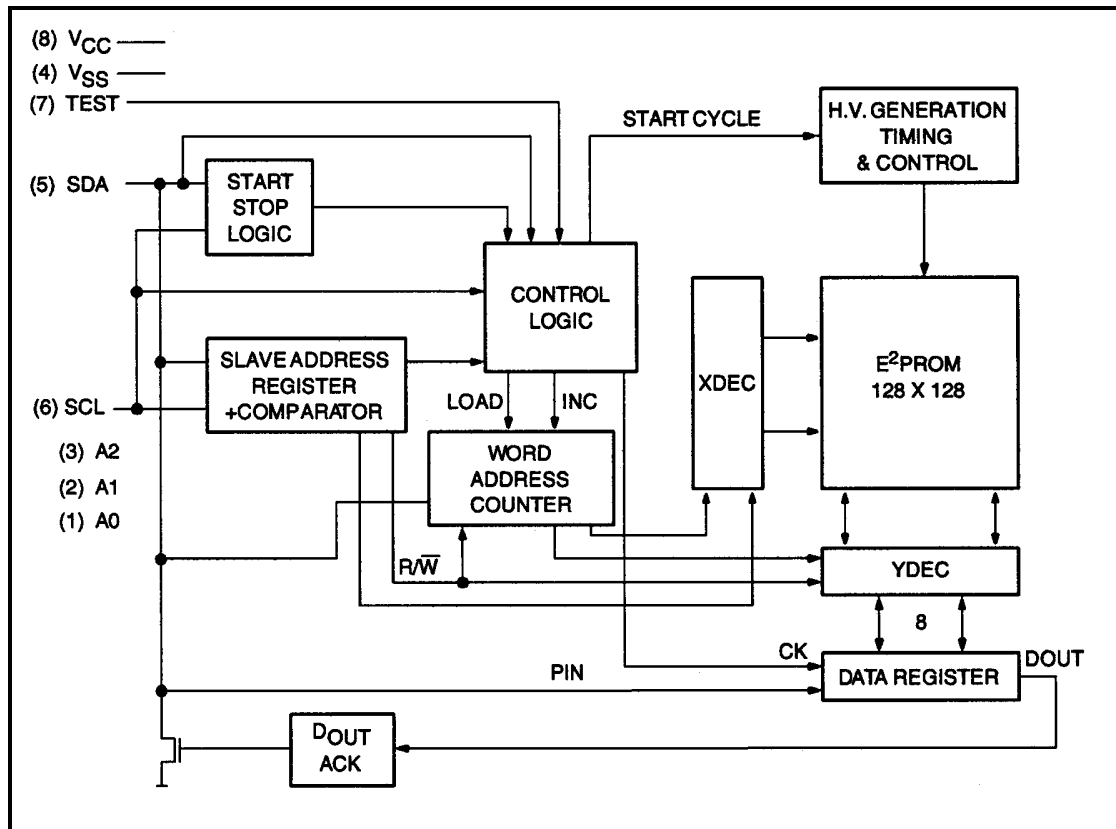 (8) VCC
(4) VSS
(7) TEST
START CYCLE
H.V. GENERATION
TIMING
& CONTROL
(5) SDA
START
STOP
LOGIC
CONTROL
LOGIC
XDEC
E²PROM
128 X 128
SLAVE ADDRESS
REGISTER
+COMPARATOR
(6) SCL
LOAD
INC
(3) A2
(2) A1
(1) A0
WORD
ADDRESS
COUNTER
R/W̅
YDEC
8
CK
DOUT
PIN
DATA REGISTER
DOUT
ACK